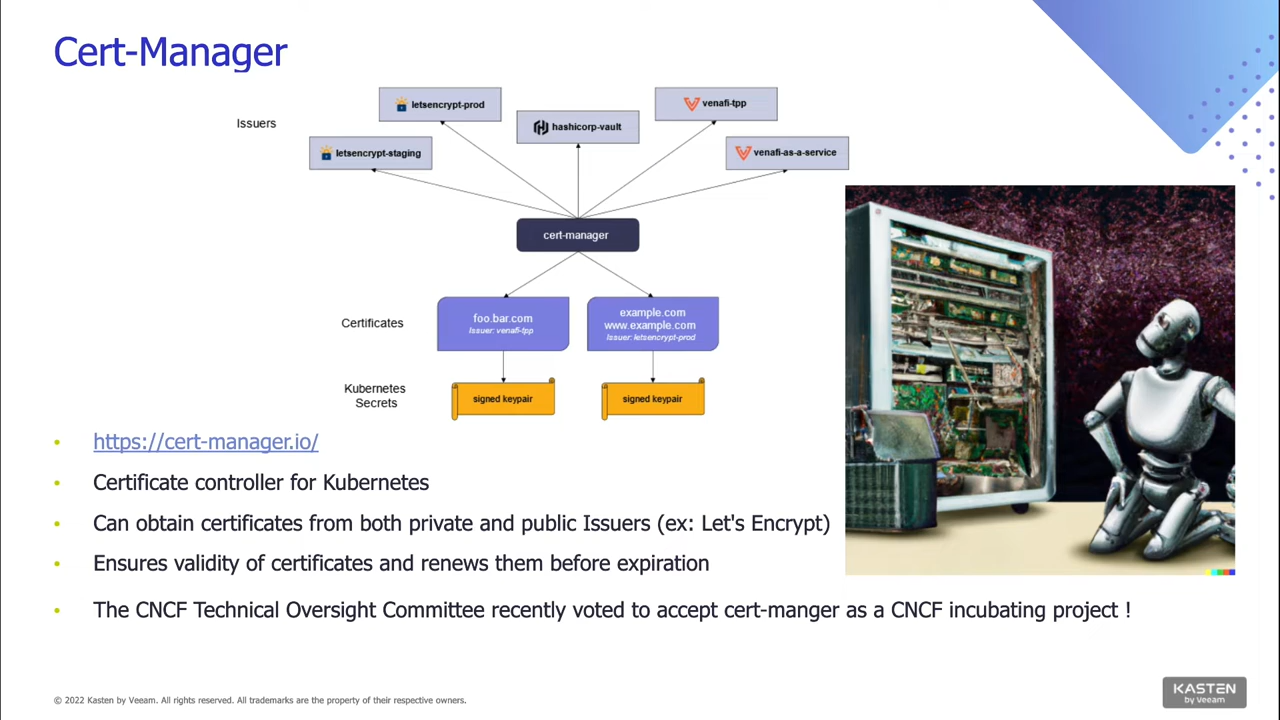 Cert-Manager
Issuers
letsencrypt-prod
hashicorp-vault
venafi-tpp
letsencrypt-staging
venafi-as-a-service
cert-manager
Certificates
foo.bar.com
Issuer: venafi-tpp
example.com
www.example.com
Issuer: letsencrypt-prod
Kubernetes
Secrets
signed keypair
signed keypair
https://cert-manager.io/
Certificate controller for Kubernetes
Can obtain certificates from both private and public Issuers (ex: Let's Encrypt)
Ensures validity of certificates and renews them before expiration
The CNCF Technical Oversight Committee recently voted to accept cert-manger as a CNCF incubating project !
© 2022 Kasten by Veeam. All rights reserved. All trademarks are the property of their respective owners.
KASTEN
by Veeam